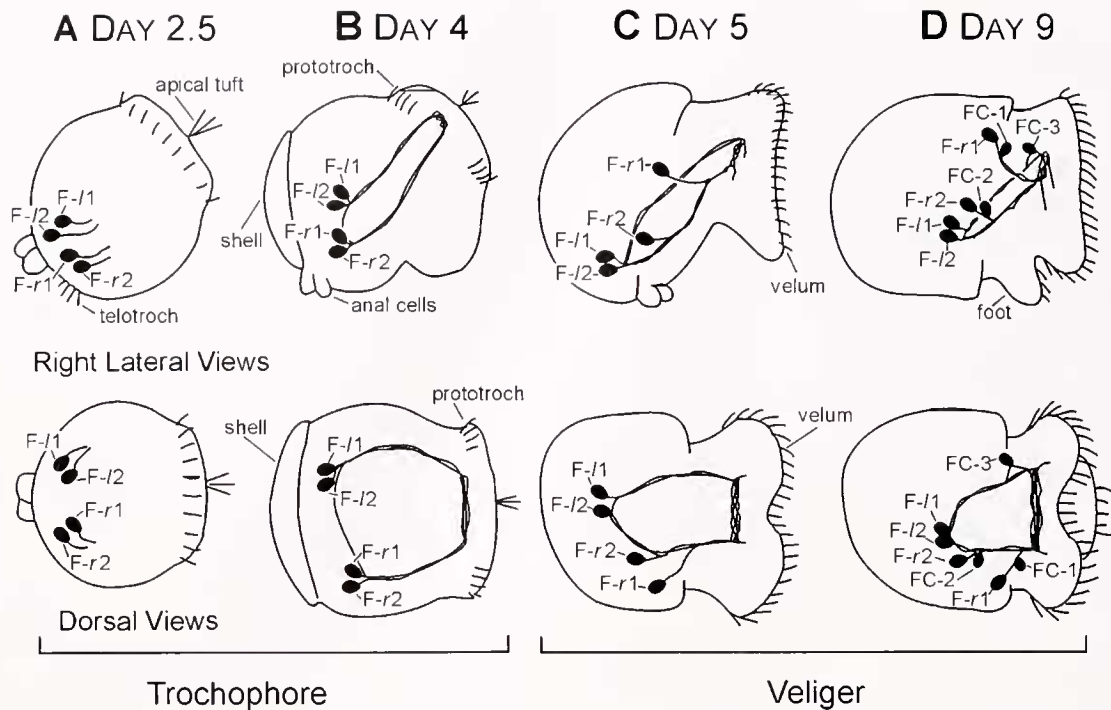 A DAY 2.5
B DAY 4
C DAY 5
D DAY 9
apical tuft
F-l1
F-l2
F-r1
F-r2
telotroch
prototroch
F-l1
F-l2
F-r1
F-r2
shell
anal cells
F-r1
F-r2
F-l1
F-l2
velum
FC-1
FC-3
F-r1
FC-2
F-r2
F-l1
F-l2
foot
Right Lateral Views
F-l1
F-l2
F-r1
F-r2
shell
prototroch
F-l1
F-l2
F-r1
F-r2
velum
F-l1
F-l2
F-r2
F-r1
FC-3
F-l1
F-l2
F-r2
FC-2
FC-1
F-r1
Dorsal Views
Trochophore
Veliger